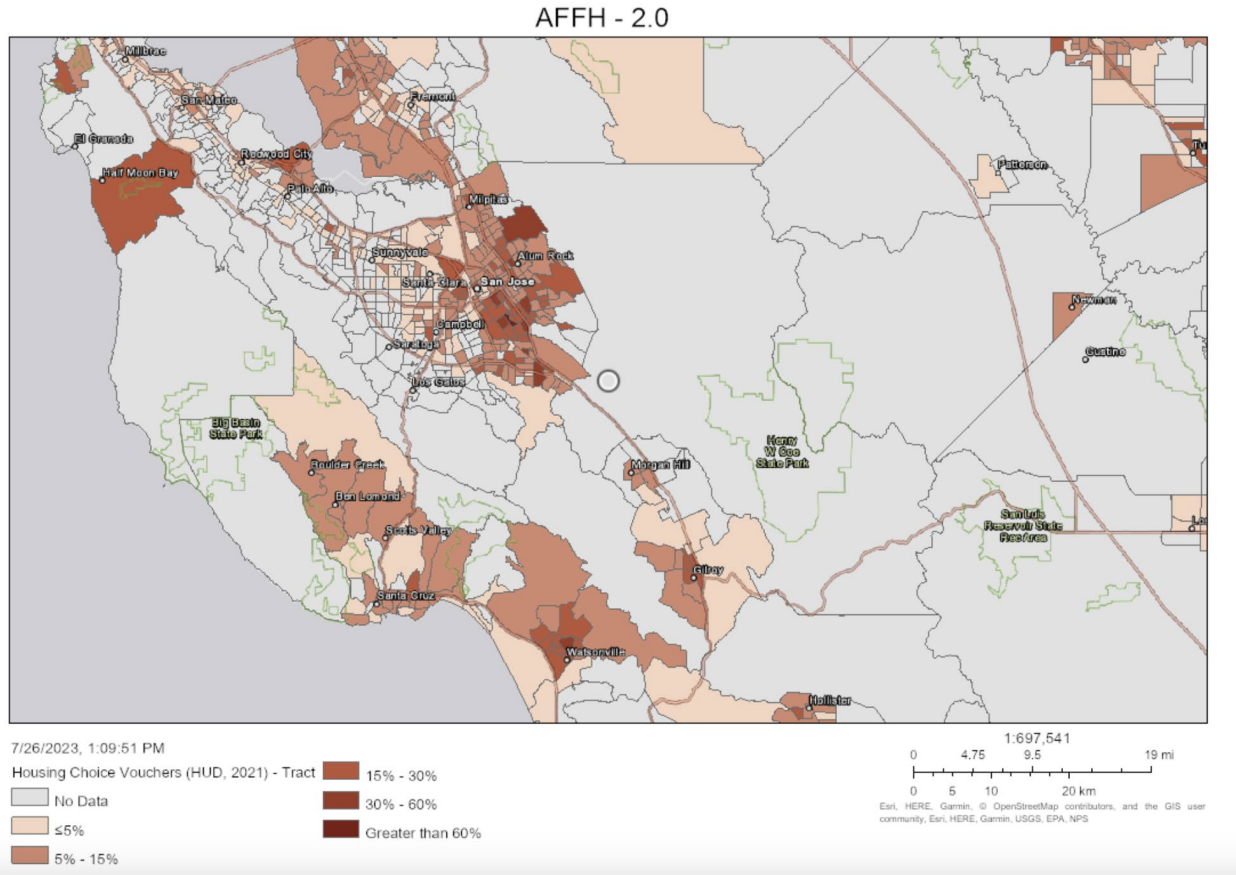 AFFH - 2.0
Millbrae
San Mateo
Fremont
El Granada
Redwood City
Half Moon Bay
Palo Alto
Patterson
Tu
Milpitas
Sunnyvale
Alum Rock
Santa Clara
San Jose
Newman
Campbell
Saratoga
Gustine
Los Gatos
Big Basin
State Park
Henry
W Coe
State Park
Boulder Creek
Morgan Hill
Ben Lomond
San Luis
Reservoir State
Rec Area
Los
Scotts Valley
Gilroy
Santa Cruz
Watsonville
Hollister
7/26/2023, 1:09:51 PM
Housing Choice Vouchers (HUD, 2021) - Tract
No Data
≤5%
5% - 15%
15% - 30%
30% - 60%
Greater than 60%
1:697,541
0 4.75 9.5 19 mi
0 5 10 20 km
Esri, HERE, Garmin, © OpenStreetMap contributors, and the GIS user
community, Esri, HERE, Garmin, USGS, EPA, NPS